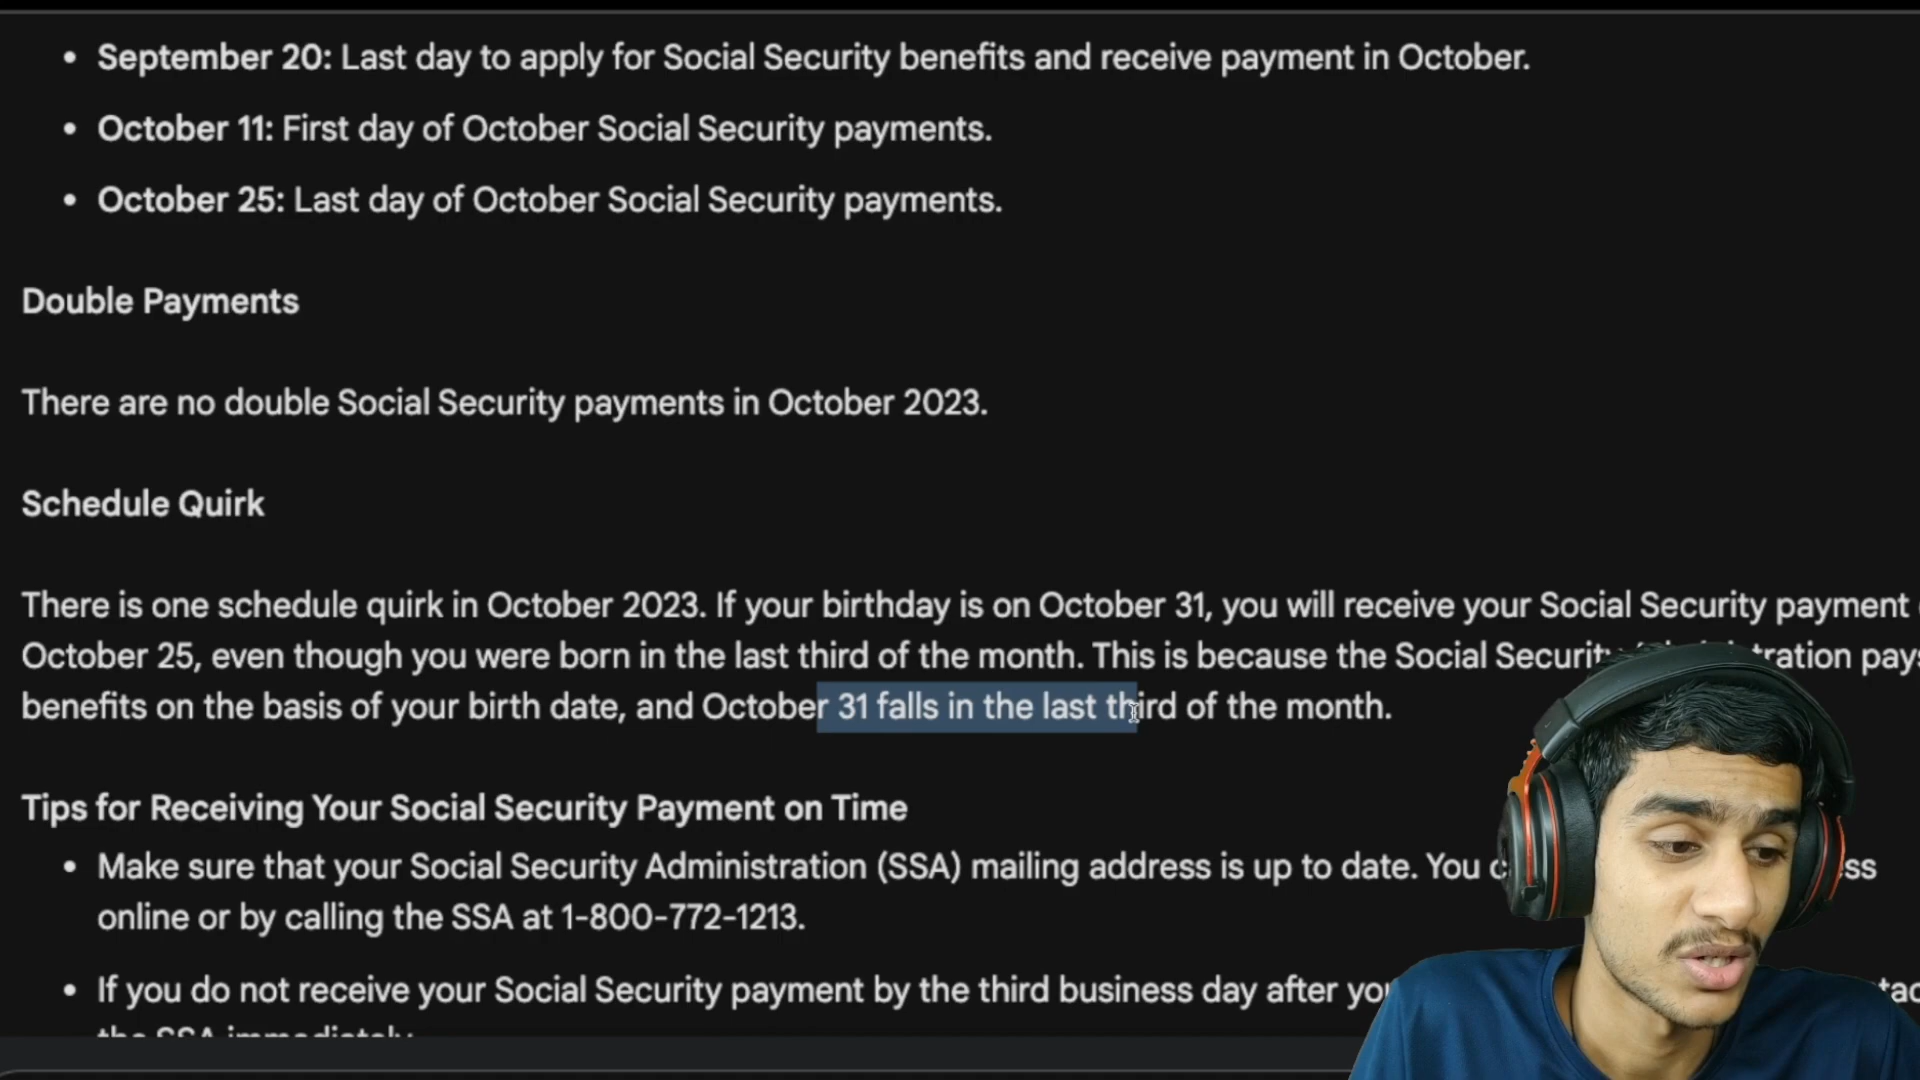 • September 20: Last day to apply for Social Security benefits and receive payment in October.
• October 11: First day of October Social Security payments.
• October 25: Last day of October Social Security payments.
Double Payments
There are no double Social Security payments in October 2023.
Schedule Quirk
There is one schedule quirk in October 2023. If your birthday is on October 31, you will receive your Social Security payment
October 25, even though you were born in the last third of the month. This is because the Social Security pays
benefits on the basis of your birth date, and October 31 falls in the last third of the month.
Tips for Receiving Your Social Security Payment on Time
• Make sure that your Social Security Administration (SSA) mailing address is up to date. You
online or by calling the SSA at 1-800-772-1213.
• If you do not receive your Social Security payment by the third business day after
the SSA immediately.